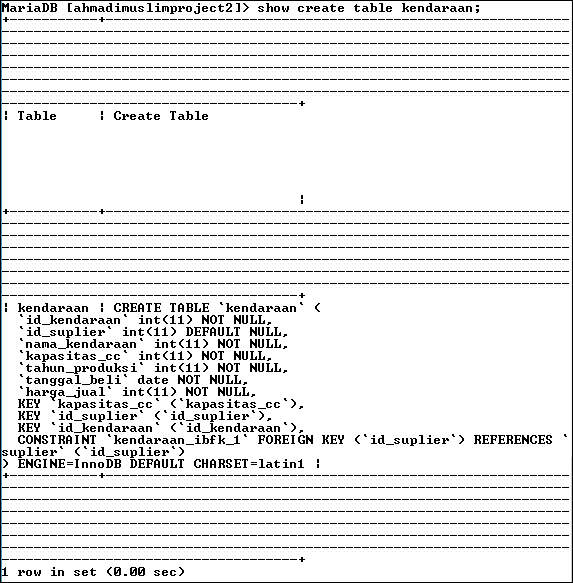 MariaDB [ahmadimuslimproject2]> show create table kendaraan;
| Table | Create Table
|
| kendaraan | CREATE TABLE `kendaraan` (
`id_kendaraan` int(11) NOT NULL,
`id_suplier` int(11) DEFAULT NULL,
`nama_kendaraan` int(11) NOT NULL,
`kapasitas_cc` int(11) NOT NULL,
`tahun_produksi` int(11) NOT NULL,
`tanggal_beli` date NOT NULL,
`harga_jual` int(11) NOT NULL,
KEY `kapasitas_cc` (`kapasitas_cc`),
KEY `id_suplier` (`id_suplier`),
KEY `id_kendaraan` (`id_kendaraan`),
CONSTRAINT `kendaraan_ibfk_1` FOREIGN KEY (`id_suplier`) REFERENCES `
suplier` (`id_suplier`)
) ENGINE=InnoDB DEFAULT CHARSET=latin1 |
1 row in set (0.00 sec)